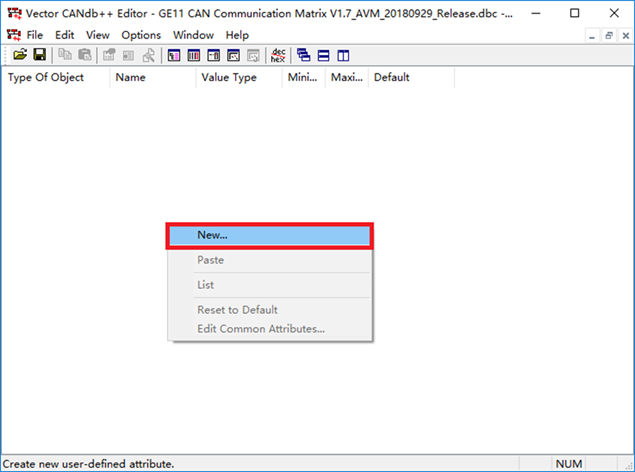 Vector CANdb++ Editor - GE11 CAN Communication Matrix V1.7_AVM_20180929_Release.dbc -...
File Edit View Options Window Help
dec
hex
Type Of Object Name Value Type Mini... Maxi... Default
New...
Paste
List
Reset to Default
Edit Common Attributes...
Create new user-defined attribute. NUM